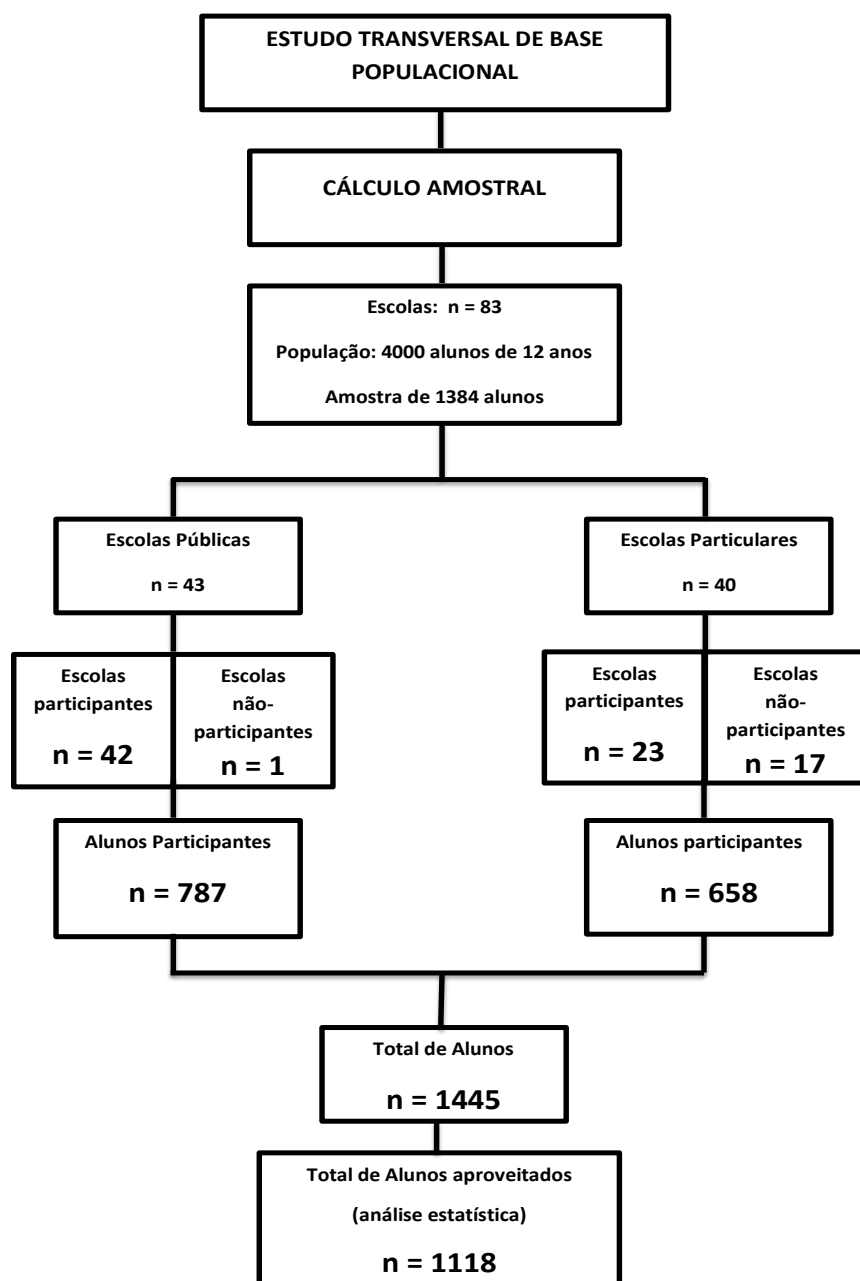 ESTUDO TRANSVERSAL DE BASE
POPULACIONAL
CÁLCULO AMOSTRAL
Escolas: n = 83
População: 4000 alunos de 12 anos
Amostra de 1384 alunos
Escolas Públicas
n = 43
Escolas Particulares
n = 40
Escolas
participantes
n = 42
Escolas
não-
participantes
n = 1
Escolas
participantes
n = 23
Escolas
não-
participantes
n = 17
Alunos Participantes
n = 787
Alunos participantes
n = 658
Total de Alunos
n = 1445
Total de Alunos aproveitados
(análise estatística)
n = 1118